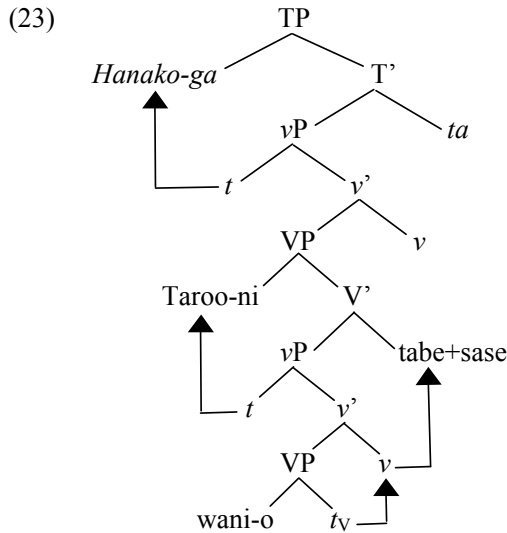 (23) TP
Hanako-ga T’
vP ta
t v’
VP v
Taroo-ni V’
vP tabe+sase
t v’
VP v
wani-o tV